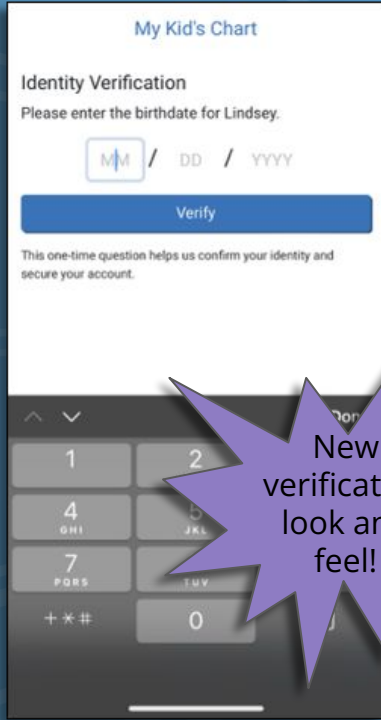 My Kid's Chart
Identity Verification
Please enter the birthdate for Lindsey.
MM / DD / YYYY
Verify
This one-time question helps us confirm your identity and
secure your account.
1
2
4
GHI
5
JKL
7
PQRS
TUV
+ * #
0
New
look
feel!